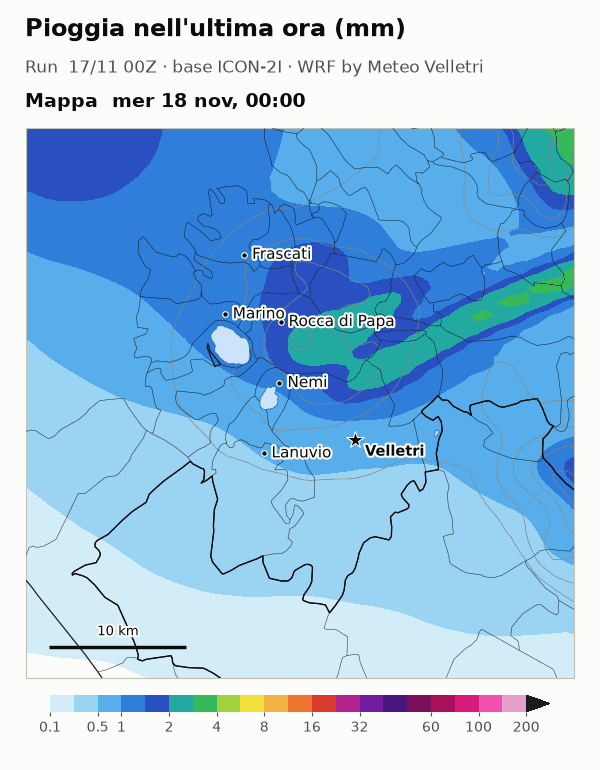 Pioggia nell'ultima ora (mm)
Run  17/11 00Z · base ICON-2I · WRF by Meteo Velletri
Mappa  mer 18 nov, 00:00
Frascati
Marino
Rocca di Papa
Nemi
Velletri
Lanuvio
10 km
0.1 0.5 1 2 4 8 16 32 60 100 200